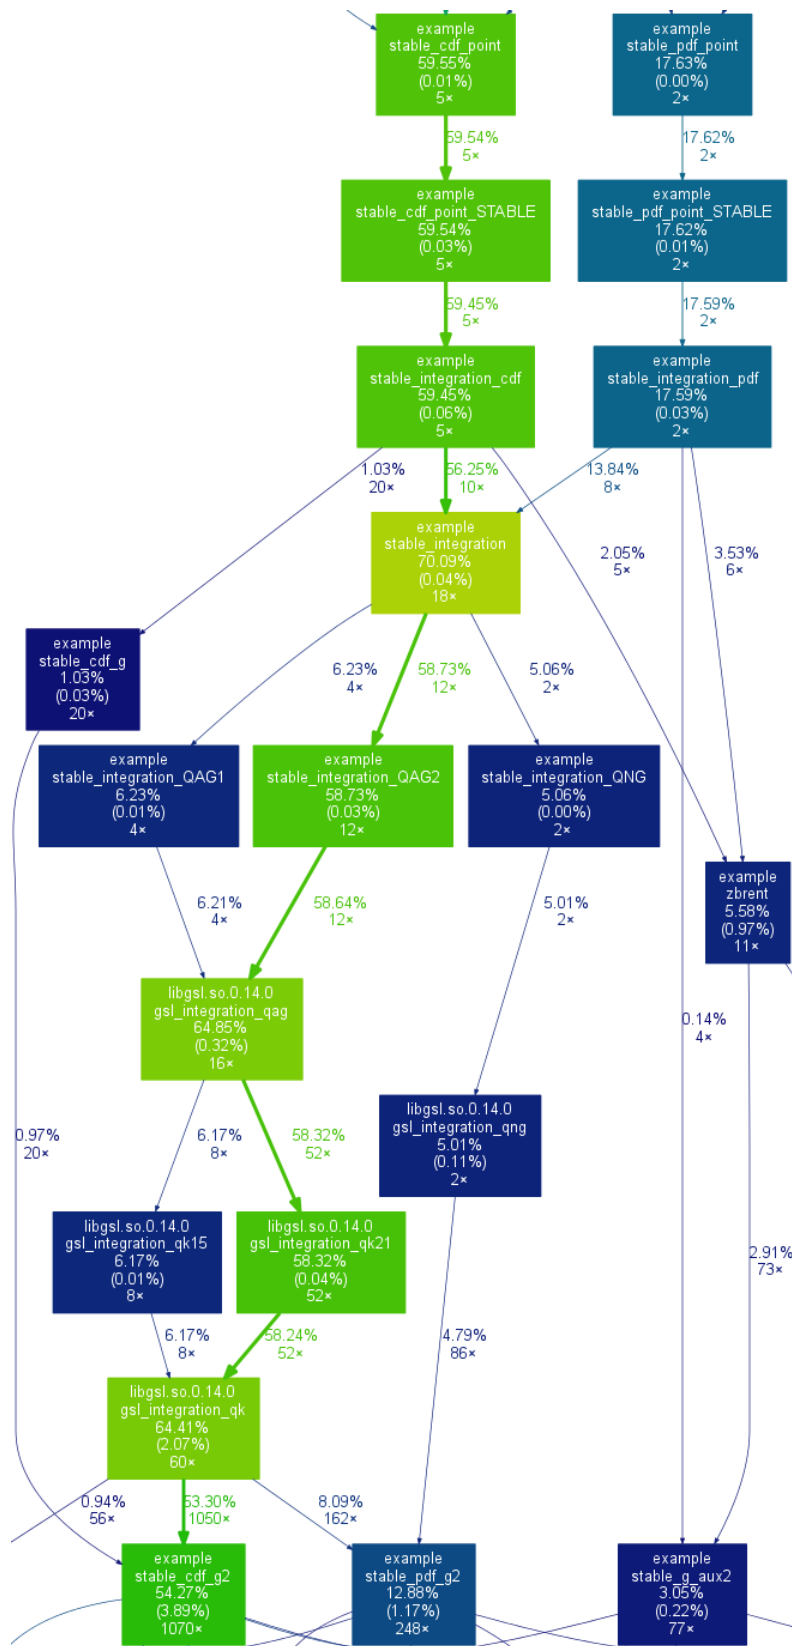 example
stable_cdf_point
59.55%
(0.01%)
5×
example
stable_pdf_point
17.63%
(0.00%)
2×
59.54%
5×
17.62%
2×
example
stable_cdf_point_STABLE
59.54%
(0.03%)
5×
example
stable_pdf_point_STABLE
17.62%
(0.01%)
2×
59.45%
5×
17.59%
2×
example
stable_integration_cdf
59.45%
(0.06%)
5×
example
stable_integration_pdf
17.59%
(0.03%)
2×
1.03%
20×
56.25%
10×
13.84%
8×
example
stable_integration
70.09%
(0.04%)
18×
2.05%
5×
3.53%
6×
example
stable_cdf_g
1.03%
(0.03%)
20×
6.23%
4×
58.73%
12×
5.06%
2×
example
stable_integration_QAG1
6.23%
(0.01%)
4×
example
stable_integration_QAG2
58.73%
(0.03%)
12×
example
stable_integration_QNG
5.06%
(0.00%)
2×
example
zbrent
5.58%
(0.97%)
11×
6.21%
4×
58.64%
12×
5.01%
2×
libgsl.so.0.14.0
gsl_integration_qag
64.85%
(0.32%)
16×
0.14%
4×
libgsl.so.0.14.0
gsl_integration_qng
5.01%
(0.11%)
2×
0.97%
20×
6.17%
8×
58.32%
52×
libgsl.so.0.14.0
gsl_integration_qk15
6.17%
(0.01%)
8×
libgsl.so.0.14.0
gsl_integration_qk21
58.32%
(0.04%)
52×
2.91%
73×
6.17%
8×
58.24%
52×
4.79%
86×
libgsl.so.0.14.0
gsl_integration_qk
64.41%
(2.07%)
60×
0.94%
56×
53.30%
1050×
8.09%
162×
example
stable_cdf_g2
54.27%
(3.89%)
1070×
example
stable_pdf_g2
12.88%
(1.17%)
248×
example
stable_g_aux2
3.05%
(0.22%)
77×